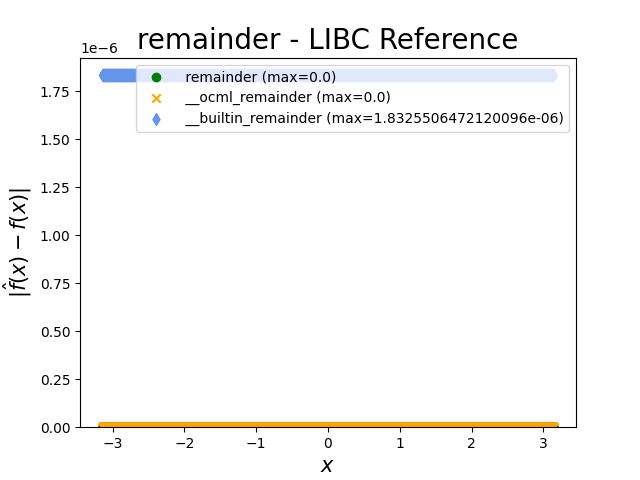 remainder - LIBC Reference
1e−6
remainder (max=0.0)
__ocml_remainder (max=0.0)
__builtin_remainder (max=1.8325506472120096e-06)
1.75
1.50
1.25
1.00
0.75
0.50
0.25
0.00
|f̂(x) − f(x)|
−3 −2 −1 0 1 2 3
x